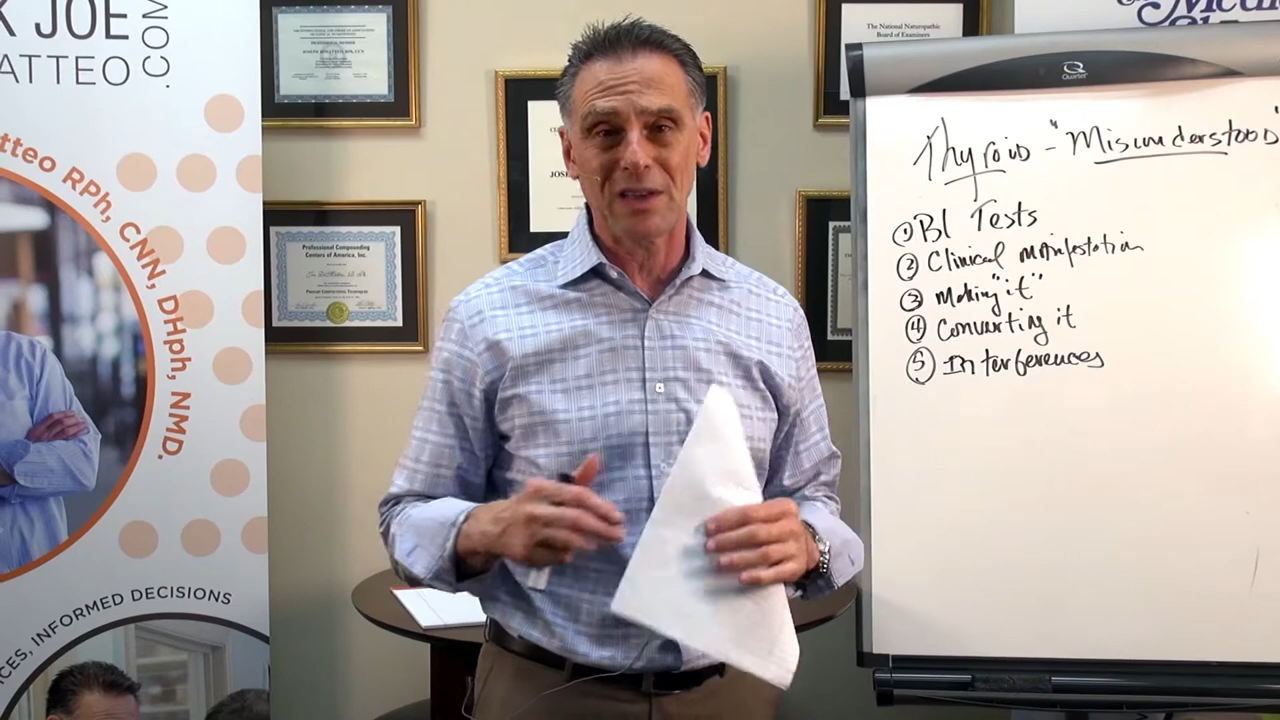 K JOE
ATTEO
.COM
tteo RPh, CNN, DHph, NMD.
CES, INFORMED DECISIONS
Professional Compounding
Centers of America, Inc.
JOSE
The National Naturopathic
Board of Examiners
Quartet
Thyroid - "Misunderstood"
① Bl Tests
② Clinical Manifestation
③ Making "it"
④ Converting it
⑤ Interferences